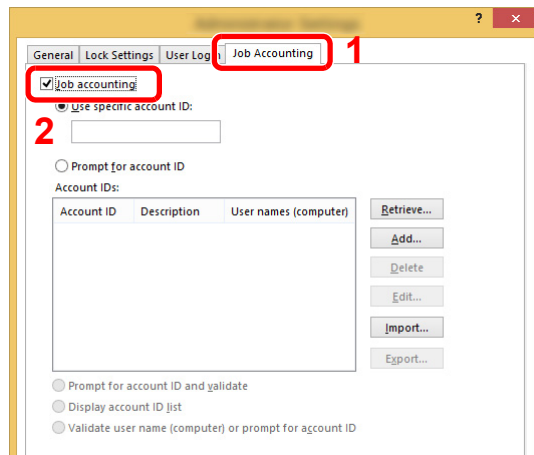 Administrator Settings
? ×
General Lock Settings User Login Job Accounting 1
Job accounting
Use specific account ID:
2
Prompt for account ID
Account IDs:
Account ID Description User names (computer) Retrieve...
Add...
Delete
Edit...
Import...
Export...
Prompt for account ID and validate
Display account ID list
Validate user name (computer) or prompt for account ID